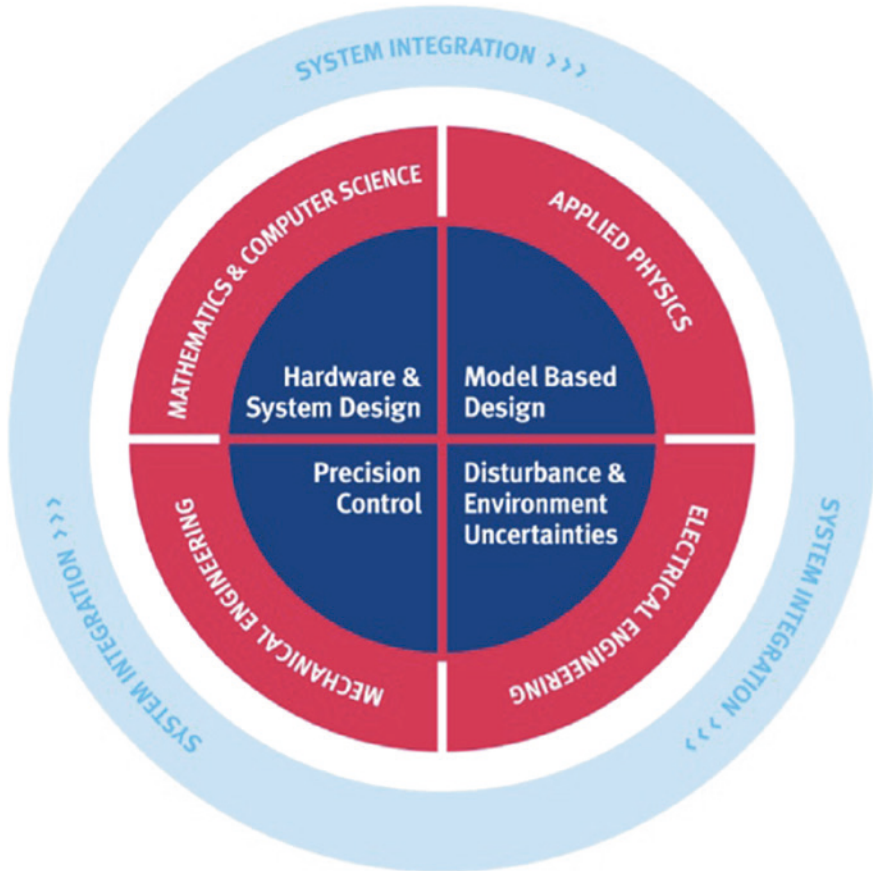 SYSTEM INTEGRATION >>>
MATHEMATICS & COMPUTER SCIENCE
APPLIED PHYSICS
Hardware &
System Design
Model Based
Design
Precision
Control
Disturbance &
Environment
Uncertainties
MECHANICAL ENGINEERING
ELECTRICAL ENGINEERING
SYSTEM INTEGRATION >>>
SYSTEM INTEGRATION >>>